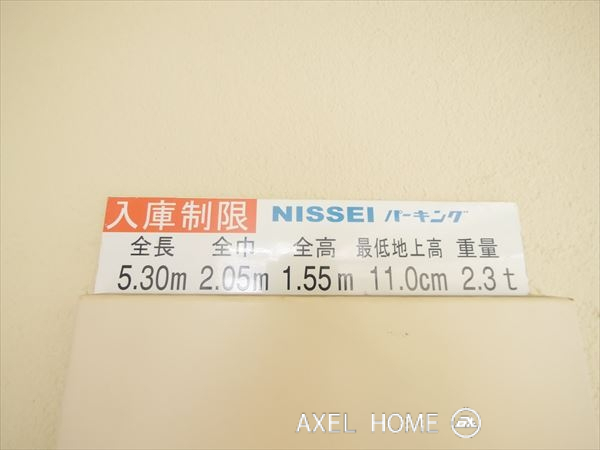 入庫制限 NISSEI パーキング
全長 全巾 全高 最低地上高 重量
5.30m 2.05m 1.55m 11.0cm 2.3t
AXEL HOME